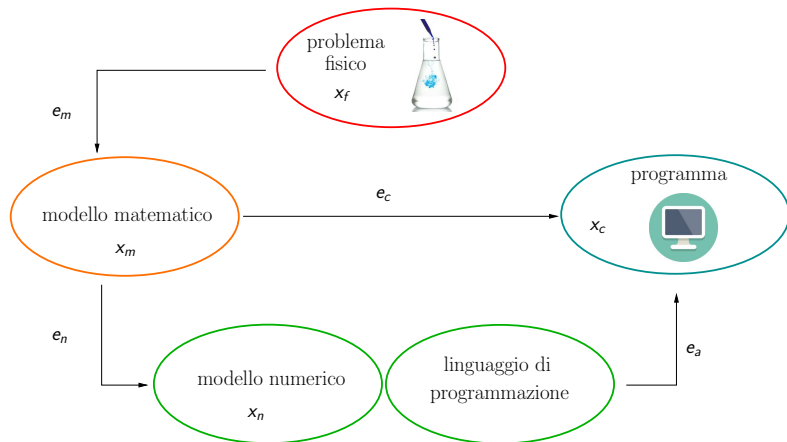 problema
fisico
x_f
e_m
e_c
programma
modello matematico
x_m
x_c
e_n
e_a
modello numerico
x_n
linguaggio di
programmazione